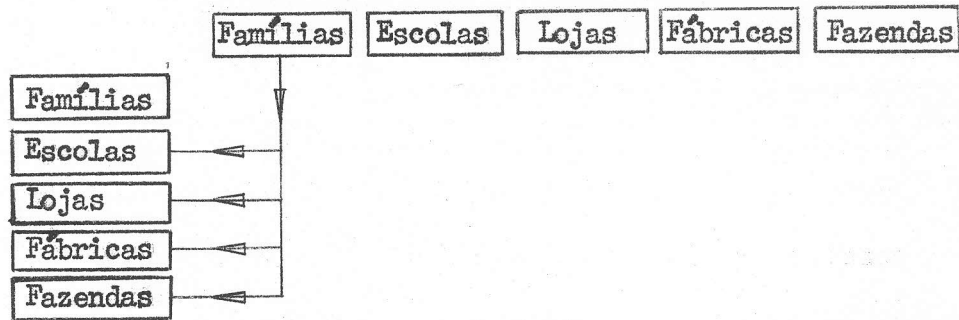 Famílias Escolas Lojas Fábricas Fazendas
Famílias
Escolas
Lojas
Fábricas
Fazendas